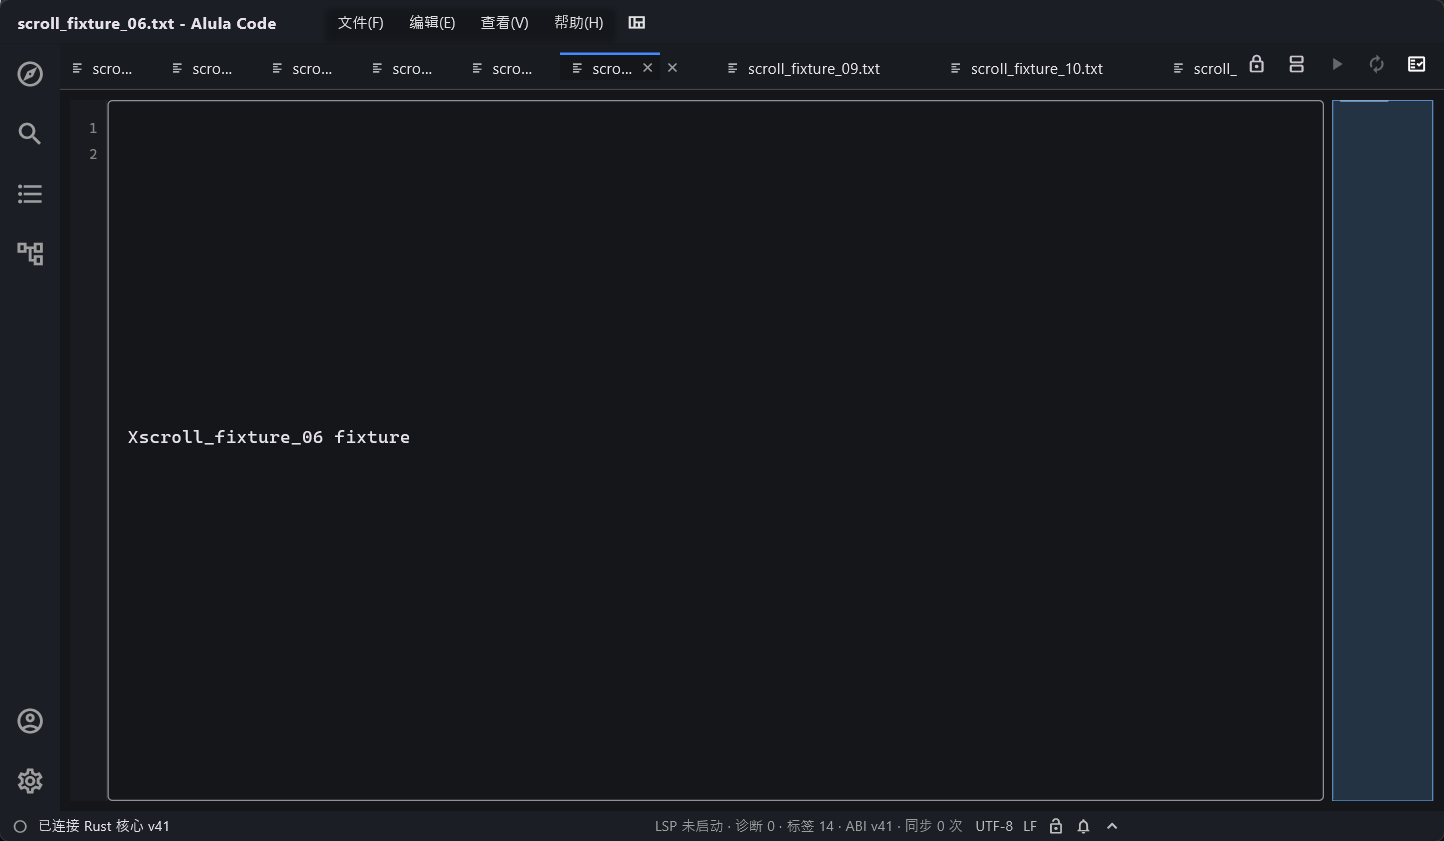 scroll_fixture_06.txt - Alula Code
文件(F) 编辑(E) 查看(V) 帮助(H)
scro... scro... scro... scro... scro... scro... scroll_fixture_09.txt scroll_fixture_10.txt scroll_
1
2
Xscroll_fixture_06 fixture
已连接 Rust 核心 v41
LSP 未启动 · 诊断 0 · 标签 14 · ABI v41 · 同步 0 次 UTF-8 LF